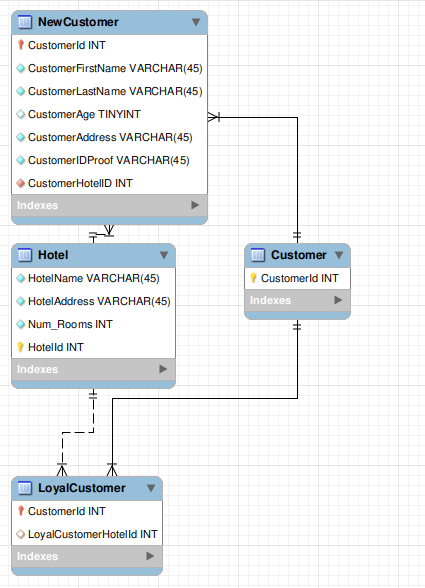 NewCustomer
CustomerId INT
CustomerFirstName VARCHAR(45)
CustomerLastName VARCHAR(45)
CustomerAge TINYINT
CustomerAddress VARCHAR(45)
CustomerIDProof VARCHAR(45)
CustomerHotelID INT
Indexes
Hotel
HotelName VARCHAR(45)
HotelAddress VARCHAR(45)
Num_Rooms INT
HotelId INT
Indexes
Customer
CustomerId INT
Indexes
LoyalCustomer
CustomerId INT
LoyalCustomerHotelId INT
Indexes